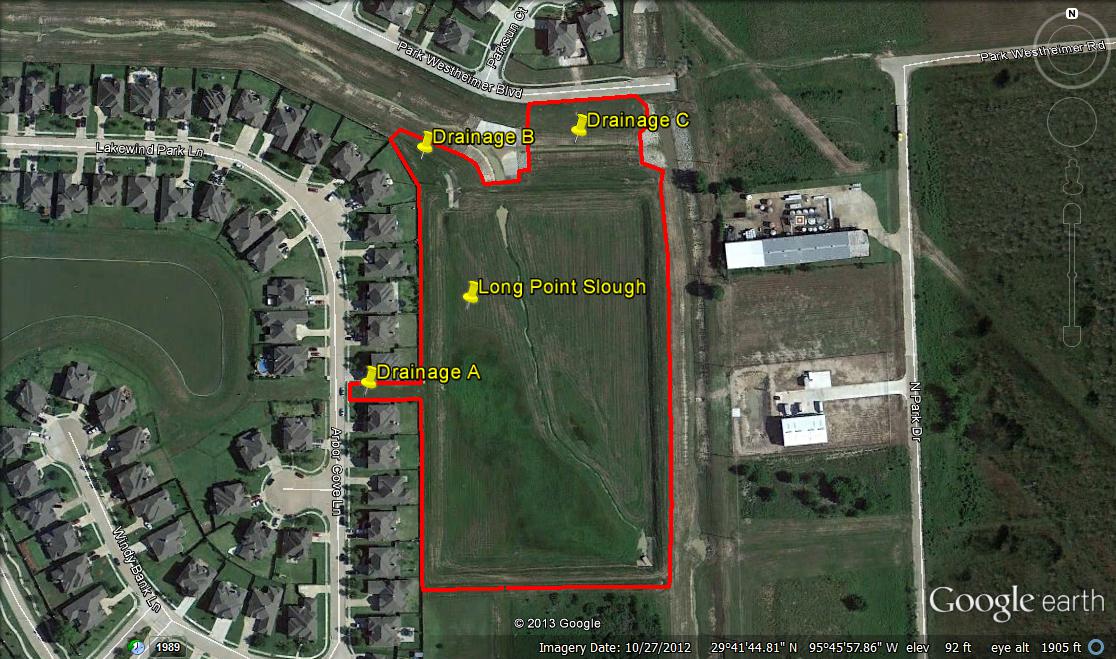 N
Parksun Ct
Park Westheimer Blvd
Park Westheimer Rd
Drainage C
Drainage B
Lakewind Park Ln
Long Point Slough
Drainage A
N Park Dr
Arbor Cove Ln
Windy Bank Ln
Google earth
© 2013 Google
1989
Imagery Date: 10/27/2012 29°41'44.81" N 95°45'57.86" W elev 92 ft eye alt 1905 ft